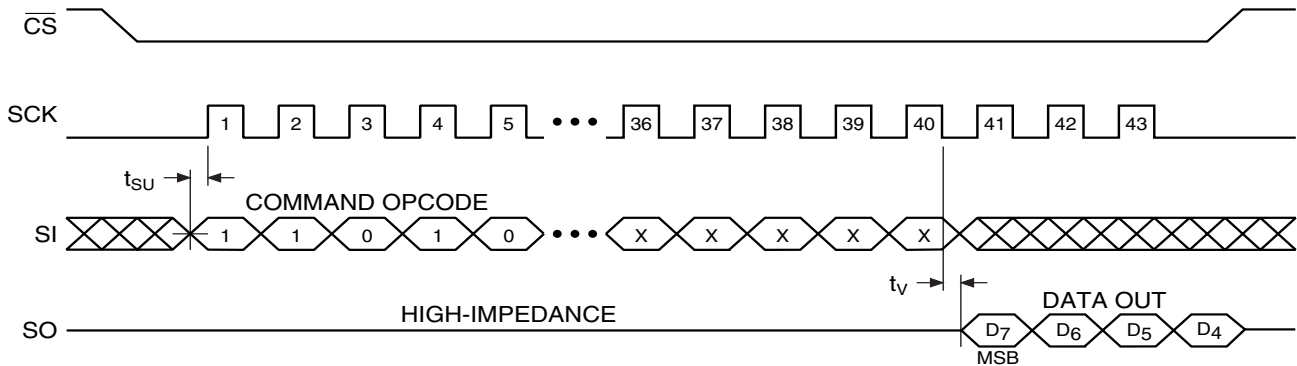 CS
SCK
1 2 3 4 5 ••• 36 37 38 39 40 41 42 43
tSU
COMMAND OPCODE
SI
1 1 0 1 0 ••• X X X X X
tV
HIGH-IMPEDANCE
DATA OUT
SO
D7 D6 D5 D4
MSB